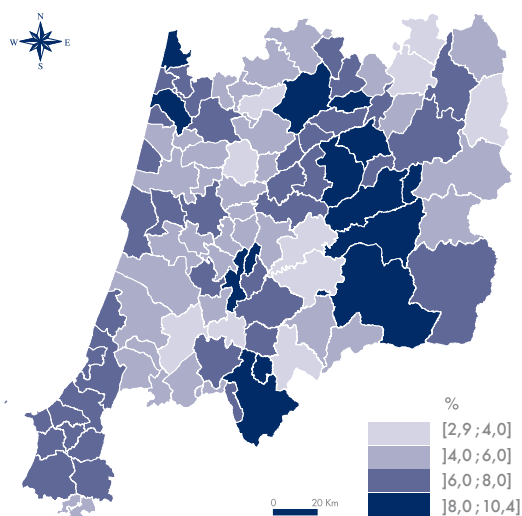 N
W E
S
%
[2,9 ; 4,0]
]4,0 ; 6,0]
]6,0 ; 8,0]
]8,0 ; 10,4]
0 20 Km